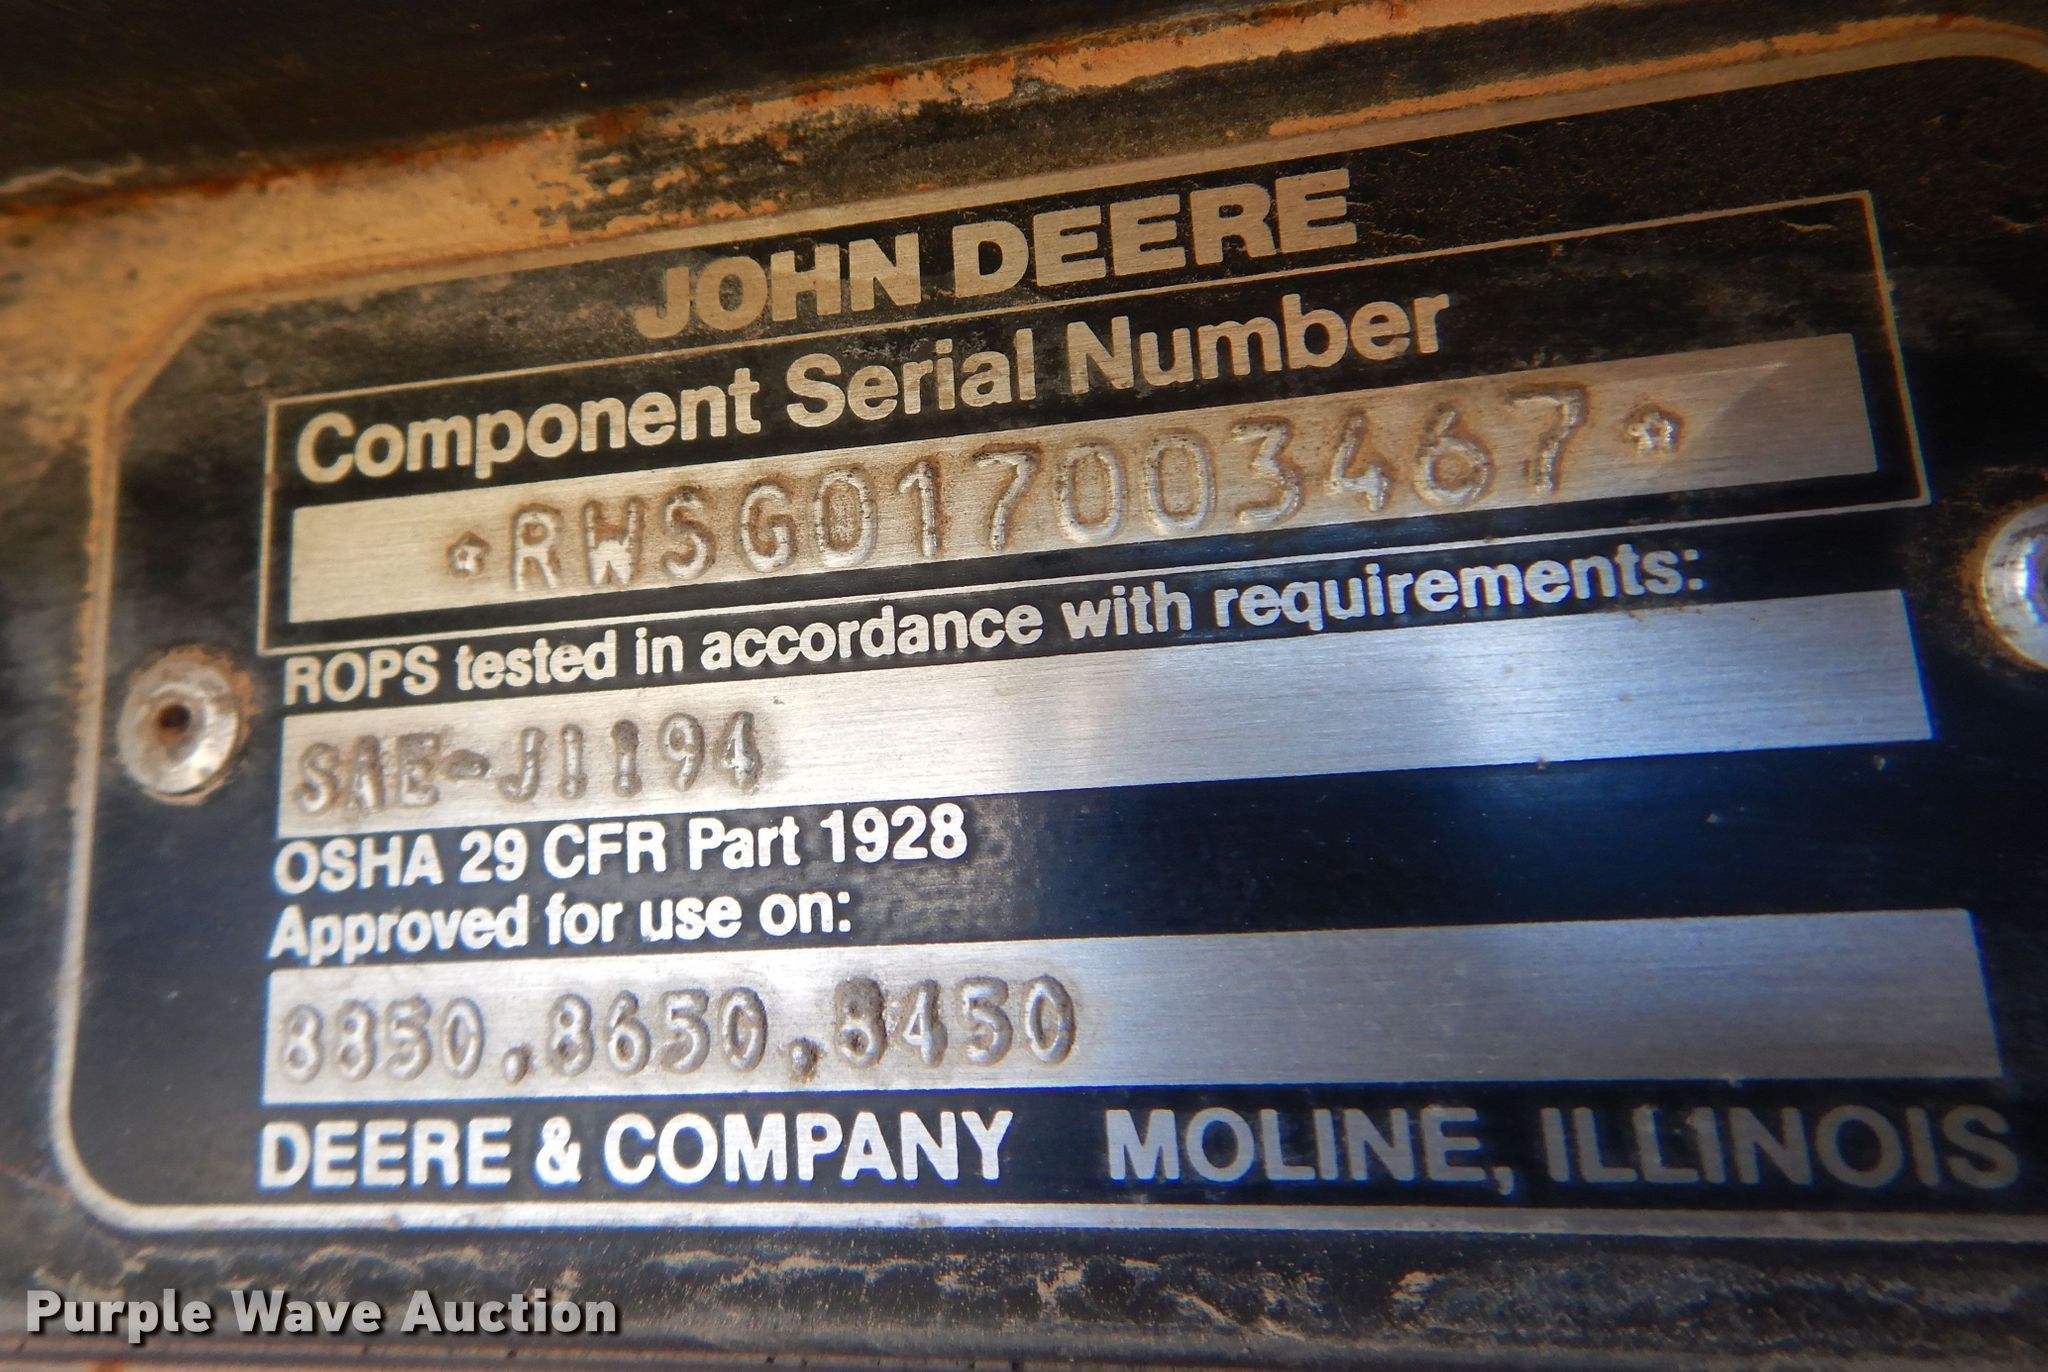 JOHN DEERE
Component Serial Number
*RWSG017003467*
ROPS tested in accordance with requirements:
SAE-J1194
OSHA 29 CFR Part 1928
Approved for use on:
8850,8650,8450
DEERE & COMPANY MOLINE, ILLINOIS
Purple Wave Auction